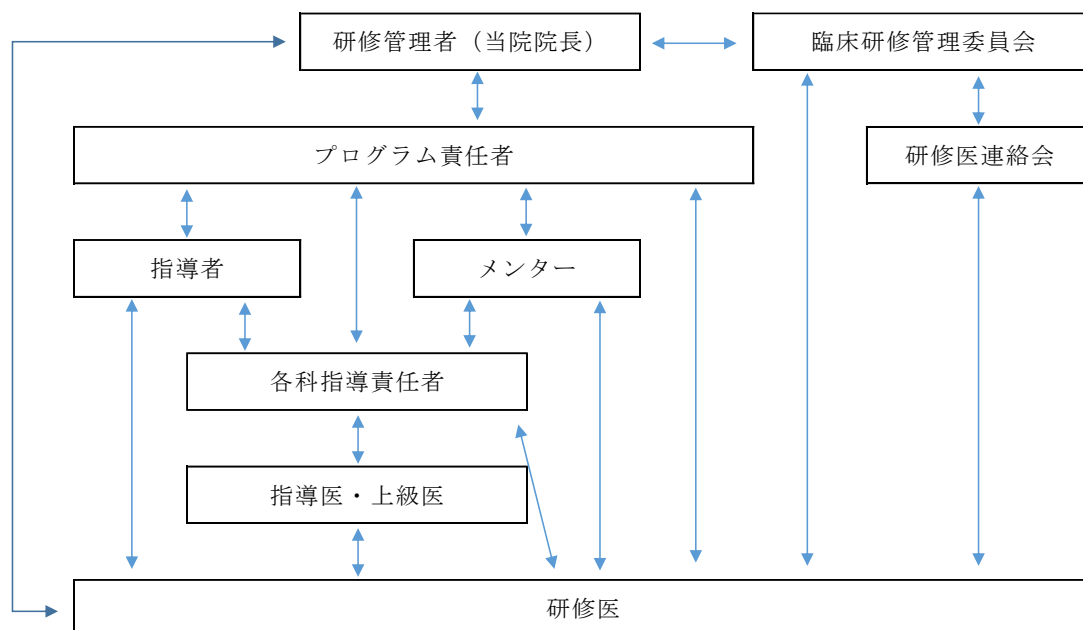 研修管理者（当院院長）
臨床研修管理委員会
プログラム責任者
研修医連絡会
指導者
メンター
各科指導責任者
指導医・上級医
研修医